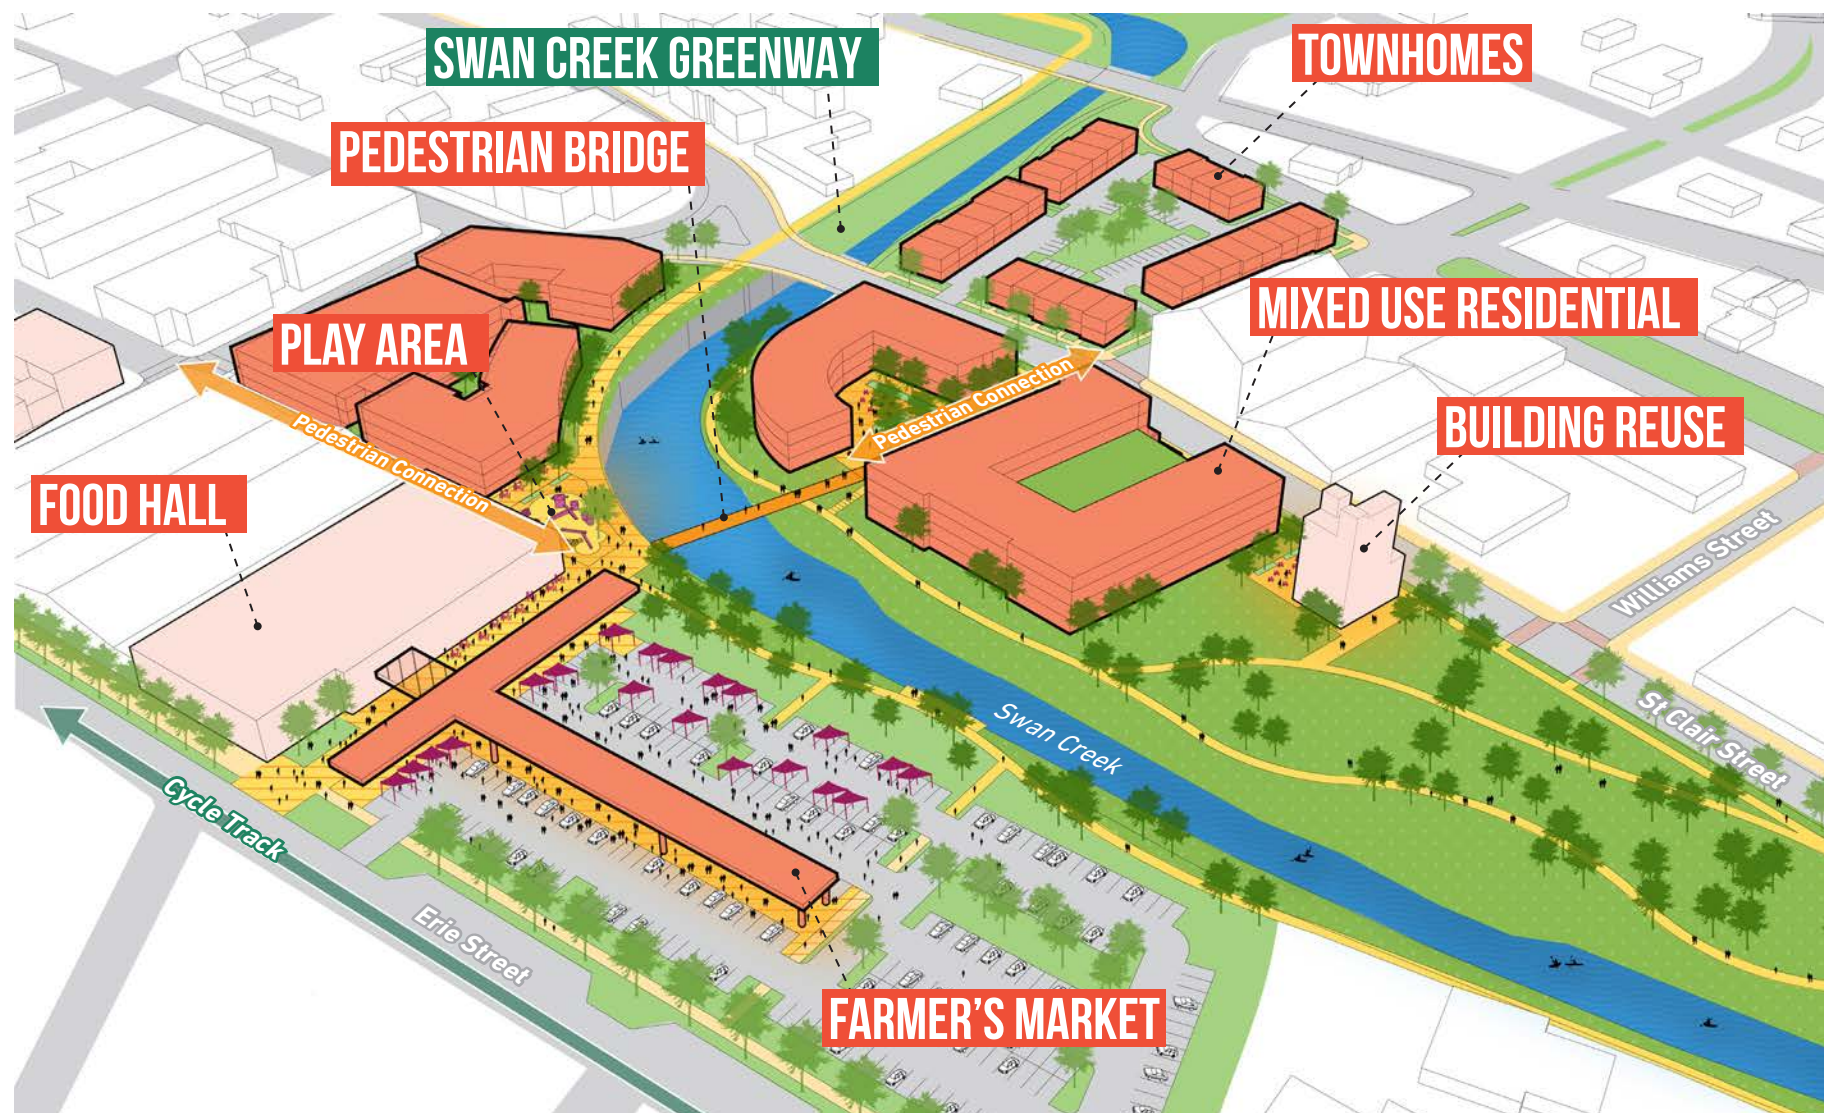 SWAN CREEK GREENWAY
TOWNHOMES
PEDESTRIAN BRIDGE
MIXED USE RESIDENTIAL
PLAY AREA
Pedestrian Connection
Pedestrian Connection
BUILDING REUSE
FOOD HALL
Williams Street
St Clair Street
Swan Creek
Cycle Track
Erie Street
FARMER'S MARKET